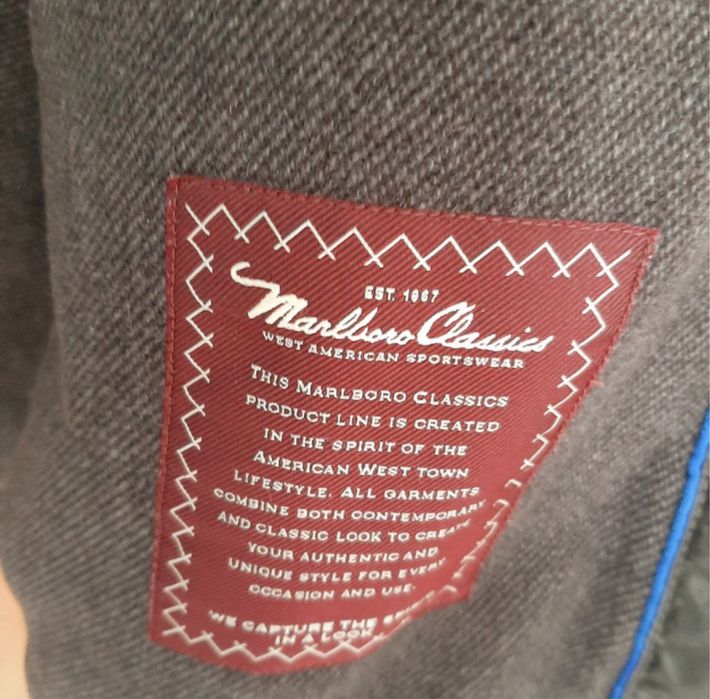 EST. 1987
Marlboro Classics
WEST AMERICAN SPORTSWEAR
THIS MARLBORO CLASSICS
PRODUCT LINE IS CREATED
IN THE SPIRIT OF THE
AMERICAN WEST TOWN
LIFESTYLE. ALL GARMENTS
COMBINE BOTH CONTEMPORARY
AND CLASSIC LOOK TO CREATE
YOUR AUTHENTIC AND
UNIQUE STYLE FOR EVERY
OCCASION AND USE.
WE CAPTURE THE SPIRIT
IN A LOOK